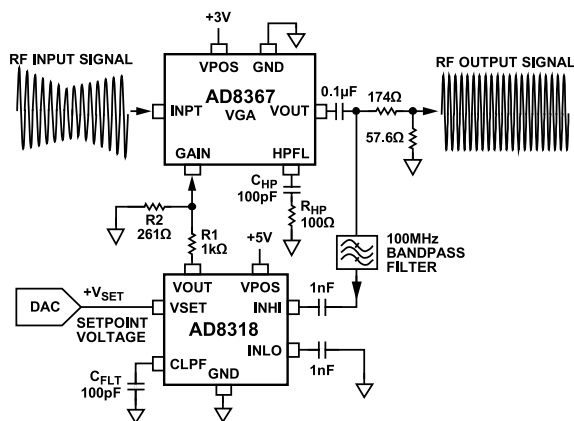 +3V
RF INPUT SIGNAL
RF OUTPUT SIGNAL
VPOS GND
AD8367
VGA
INPT
VOUT
GAIN
HPFL
0.1µF
174Ω
57.6Ω
C_HP
100pF
R_HP
100Ω
R2
261Ω
R1
1kΩ
+5V
100MHz
BANDPASS
FILTER
VOUT VPOS
1nF
DAC
+V_SET
SETPOINT
VOLTAGE
VSET
INHI
AD8318
CLPF
INLO
GND
1nF
C_FLT
100pF